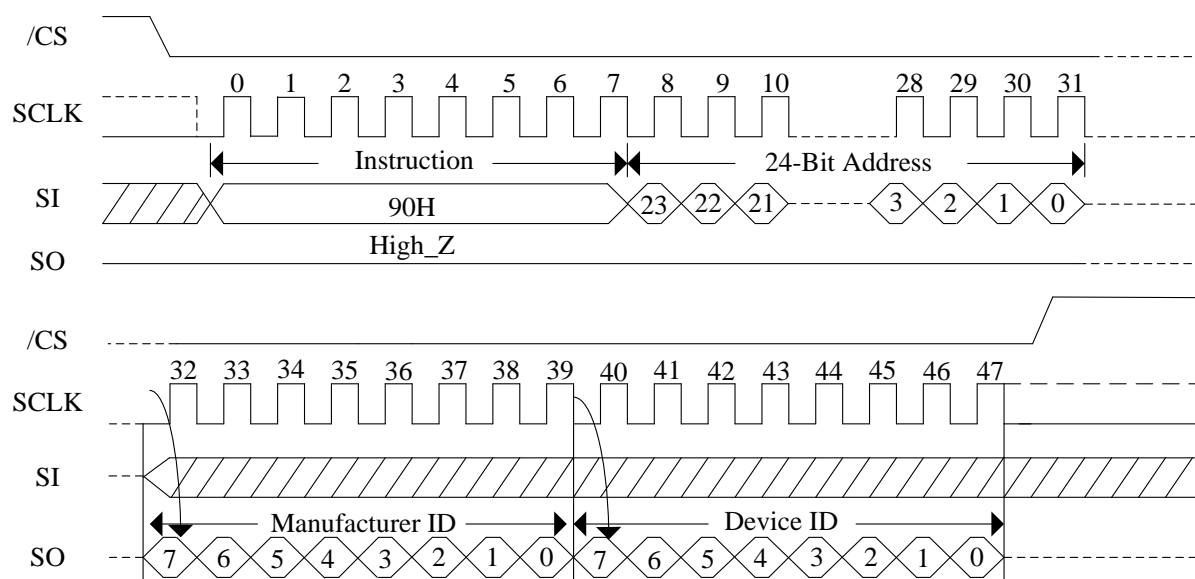 /CS
0 1 2 3 4 5 6 7 8 9 10 28 29 30 31
SCLK
Instruction 24-Bit Address
SI 90H 23 22 21 3 2 1 0
High_Z
SO
/CS
32 33 34 35 36 37 38 39 40 41 42 43 44 45 46 47
SCLK
SI
Manufacturer ID Device ID
SO 7 6 5 4 3 2 1 0 7 6 5 4 3 2 1 0